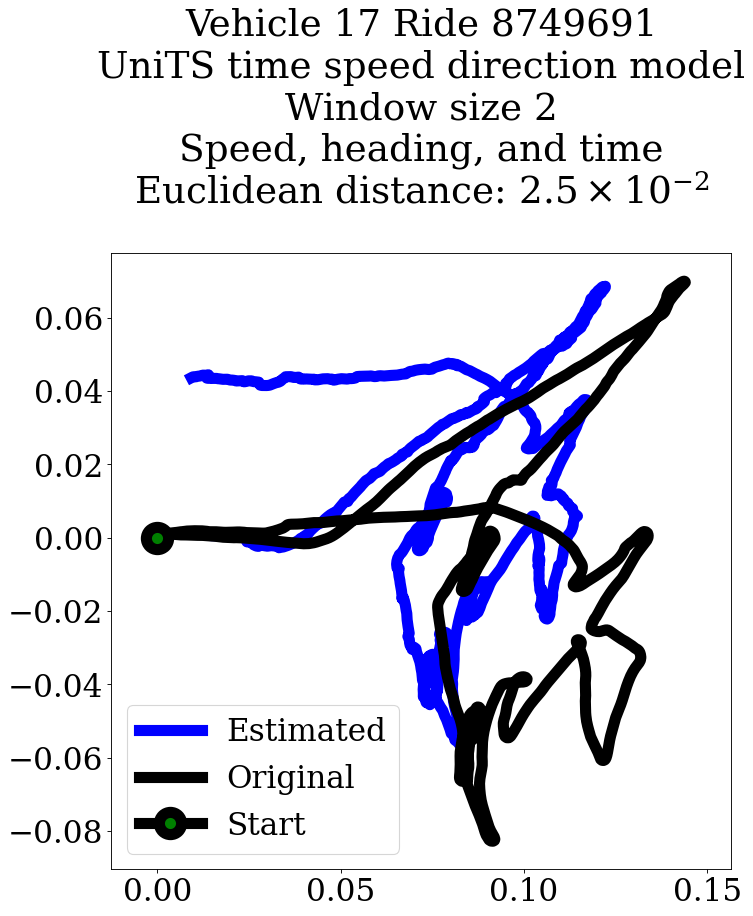 Vehicle 17 Ride 8749691
UniTS time speed direction model
Window size 2
Speed, heading, and time
Euclidean distance: 2.5 × 10⁻²
0.06
0.04
0.02
0.00
−0.02
−0.04
−0.06
−0.08
Estimated
Original
Start
0.00 0.05 0.10 0.15